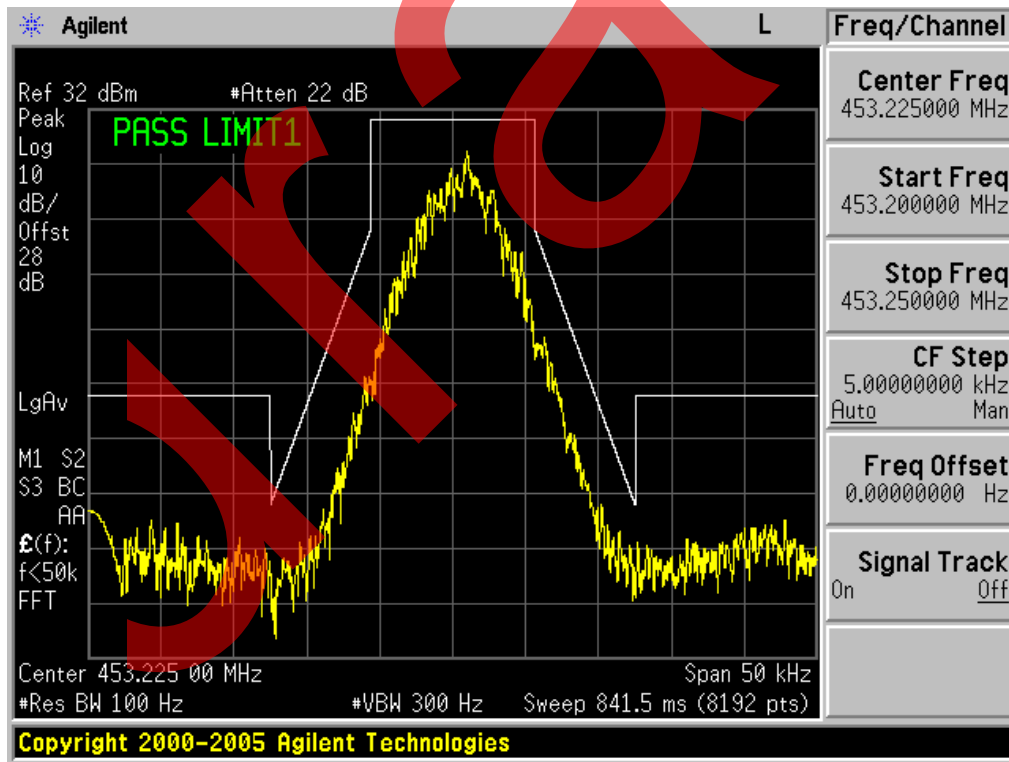 Agilent L Freq/Channel
Ref 32 dBm #Atten 22 dB
Peak
Log
10
dB/
Offst
28
dB
PASS LIMIT1
LgAv
M1 S2
S3 BC
AA
£(f):
f<50k
FFT
Center 453.225 00 MHz Span 50 kHz
#Res BW 100 Hz #VBW 300 Hz Sweep 841.5 ms (8192 pts)
Center Freq
453.225000 MHz
Start Freq
453.200000 MHz
Stop Freq
453.250000 MHz
CF Step
5.00000000 kHz
Auto Man
Freq Offset
0.00000000 Hz
Signal Track
On Off
Copyright 2000-2005 Agilent Technologies